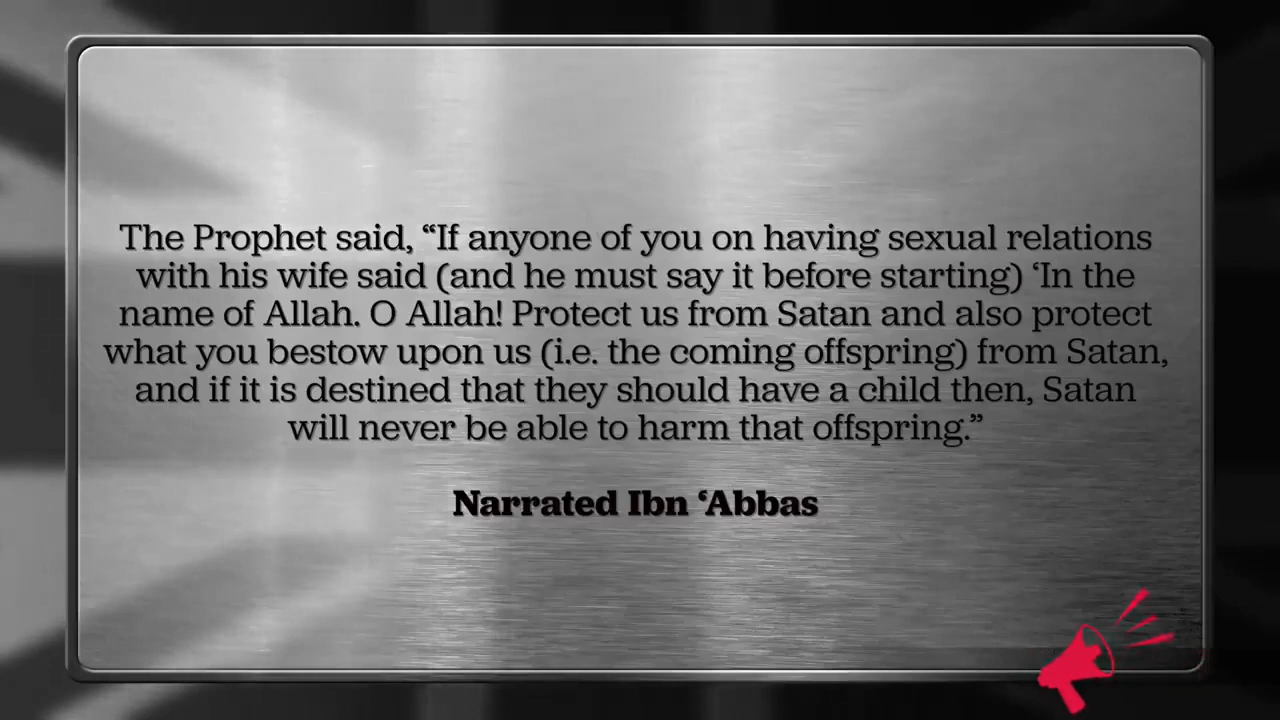 The Prophet said, “If anyone of you on having sexual relations
with his wife said (and he must say it before starting) ‘In the
name of Allah. O Allah! Protect us from Satan and also protect
what you bestow upon us (i.e. the coming offspring) from Satan,
and if it is destined that they should have a child then, Satan
will never be able to harm that offspring.”
Narrated Ibn ‘Abbas